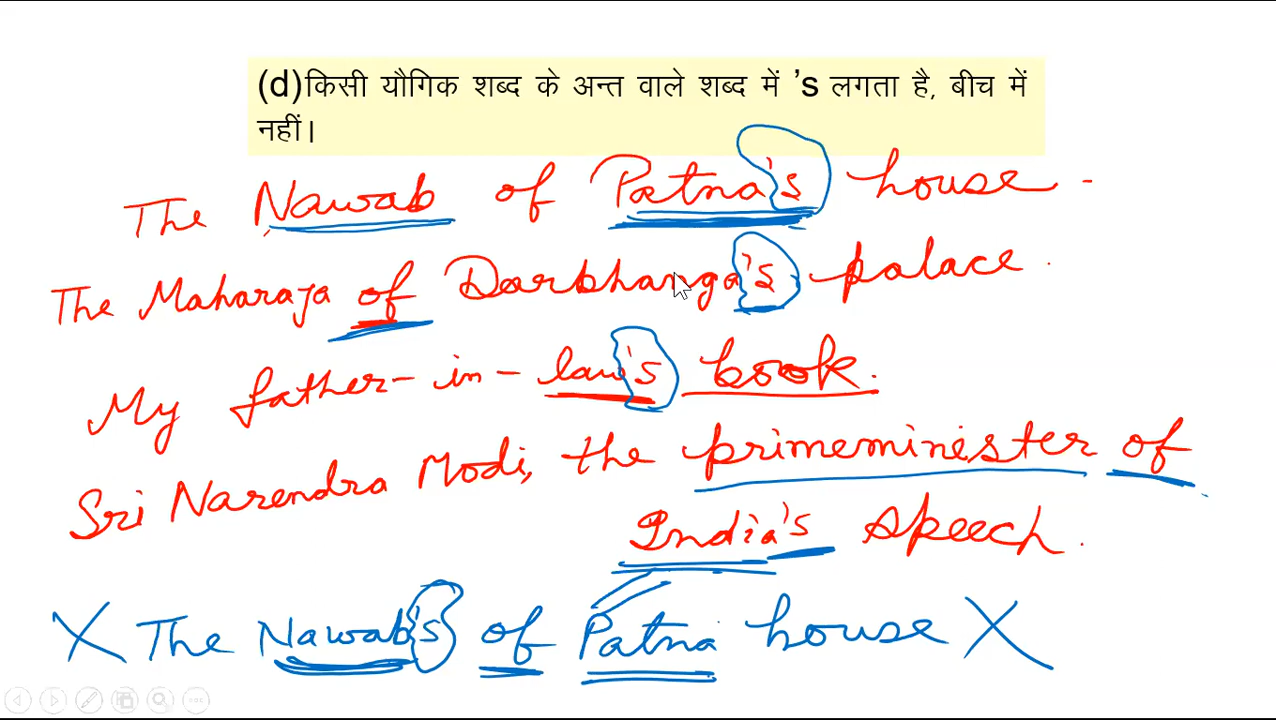 (d)किसी यौगिक शब्द के अन्त वाले शब्द में ’s लगता है, बीच में
नहीं।
The Nawab of Patna's house
The Maharaja of Darbhanga's palace.
My father-in-law's book.
Sri Narendra Modi, the primeminister of
India's speech.
X The Nawab's of Patna house X